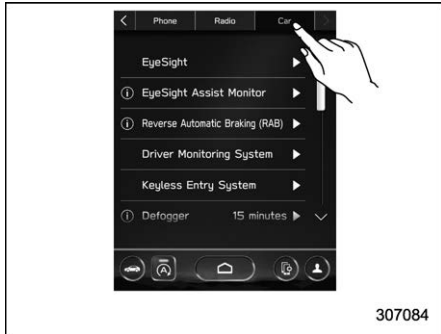 Phone Radio Car
EyeSight
EyeSight Assist Monitor
Reverse Automatic Braking (RAB)
Driver Monitoring System
Keyless Entry System
Defogger 15 minutes
307084